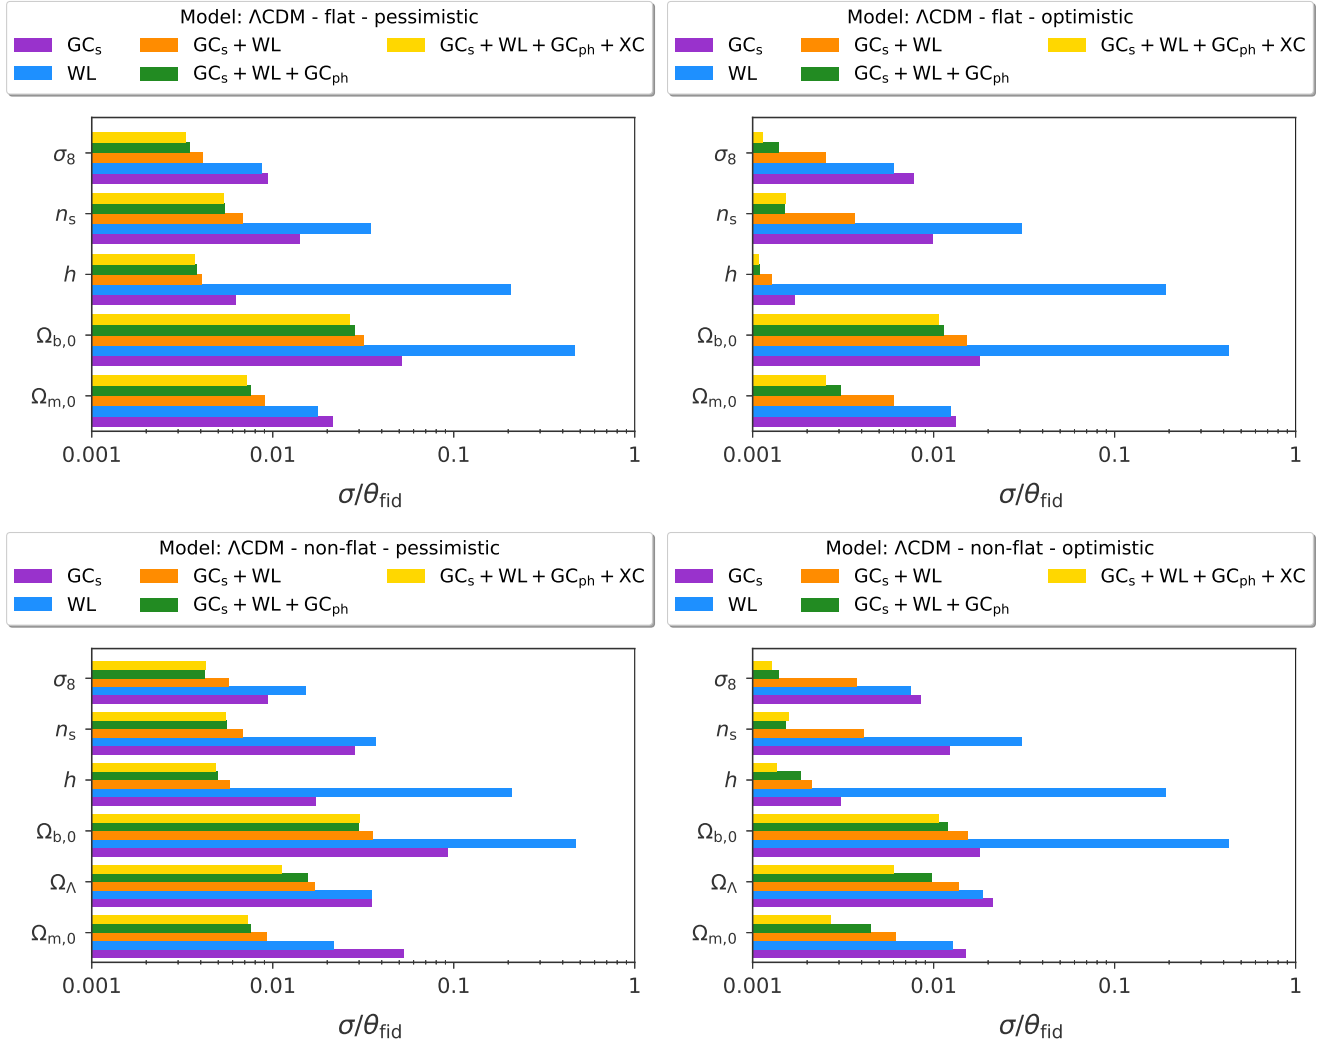 Model: ΛCDM - flat - pessimistic
GCs GCs + WL GCs + WL + GCph + XC
WL GCs + WL + GCph
σ8
ns
h
Ωb,0
Ωm,0
0.001 0.01 0.1 1
σ/θfid
Model: ΛCDM - flat - optimistic
GCs GCs + WL GCs + WL + GCph + XC
WL GCs + WL + GCph
σ8
ns
h
Ωb,0
Ωm,0
0.001 0.01 0.1 1
σ/θfid
Model: ΛCDM - non-flat - pessimistic
GCs GCs + WL GCs + WL + GCph + XC
WL GCs + WL + GCph
σ8
ns
h
Ωb,0
ΩΛ
Ωm,0
0.001 0.01 0.1 1
σ/θfid
Model: ΛCDM - non-flat - optimistic
GCs GCs + WL GCs + WL + GCph + XC
WL GCs + WL + GCph
σ8
ns
h
Ωb,0
ΩΛ
Ωm,0
0.001 0.01 0.1 1
σ/θfid